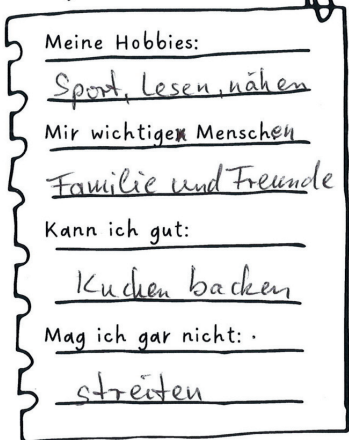 Meine Hobbies:
Sport, Lesen, nähen
Mir wichtige Menschen
Familie und Freunde
Kann ich gut:
Kuchen backen
Mag ich gar nicht:
streiten